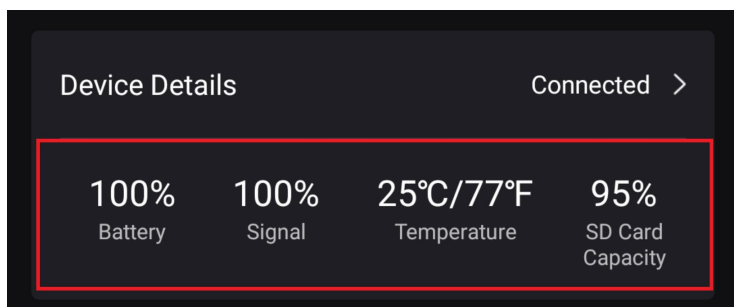 Device Details Connected
100% 100% 25℃/77℉ 95%
Battery Signal Temperature SD Card
Capacity